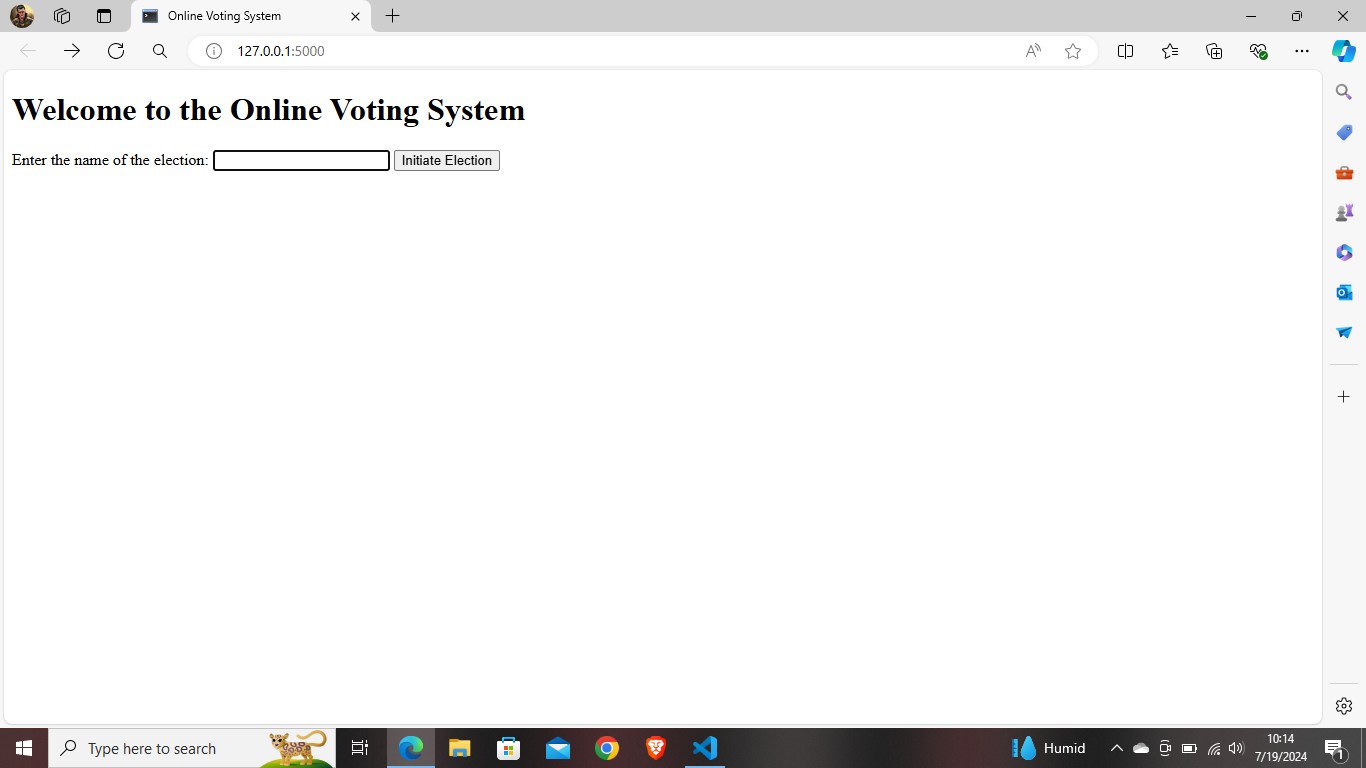 Online Voting System
127.0.0.1:5000
Welcome to the Online Voting System
Enter the name of the election: Initiate Election
Type here to search
Humid
10:14
7/19/2024
1